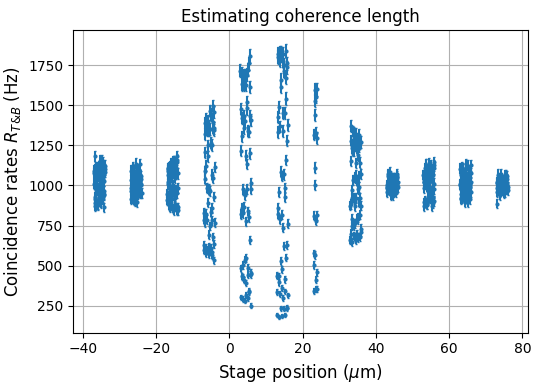 Estimating coherence length
Coincidence rates R_{T&B} (Hz)
1750
1500
1250
1000
750
500
250
−40 −20 0 20 40 60 80
Stage position (μm)